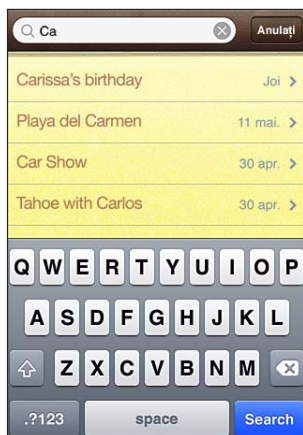 Ca Anulați
Carissa's birthday Joi
Playa del Carmen 11 mai.
Car Show 30 apr.
Tahoe with Carlos 30 apr.
Q W E R T Y U I O P
A S D F G H J K L
Z X C V B N M
.?123 space Search